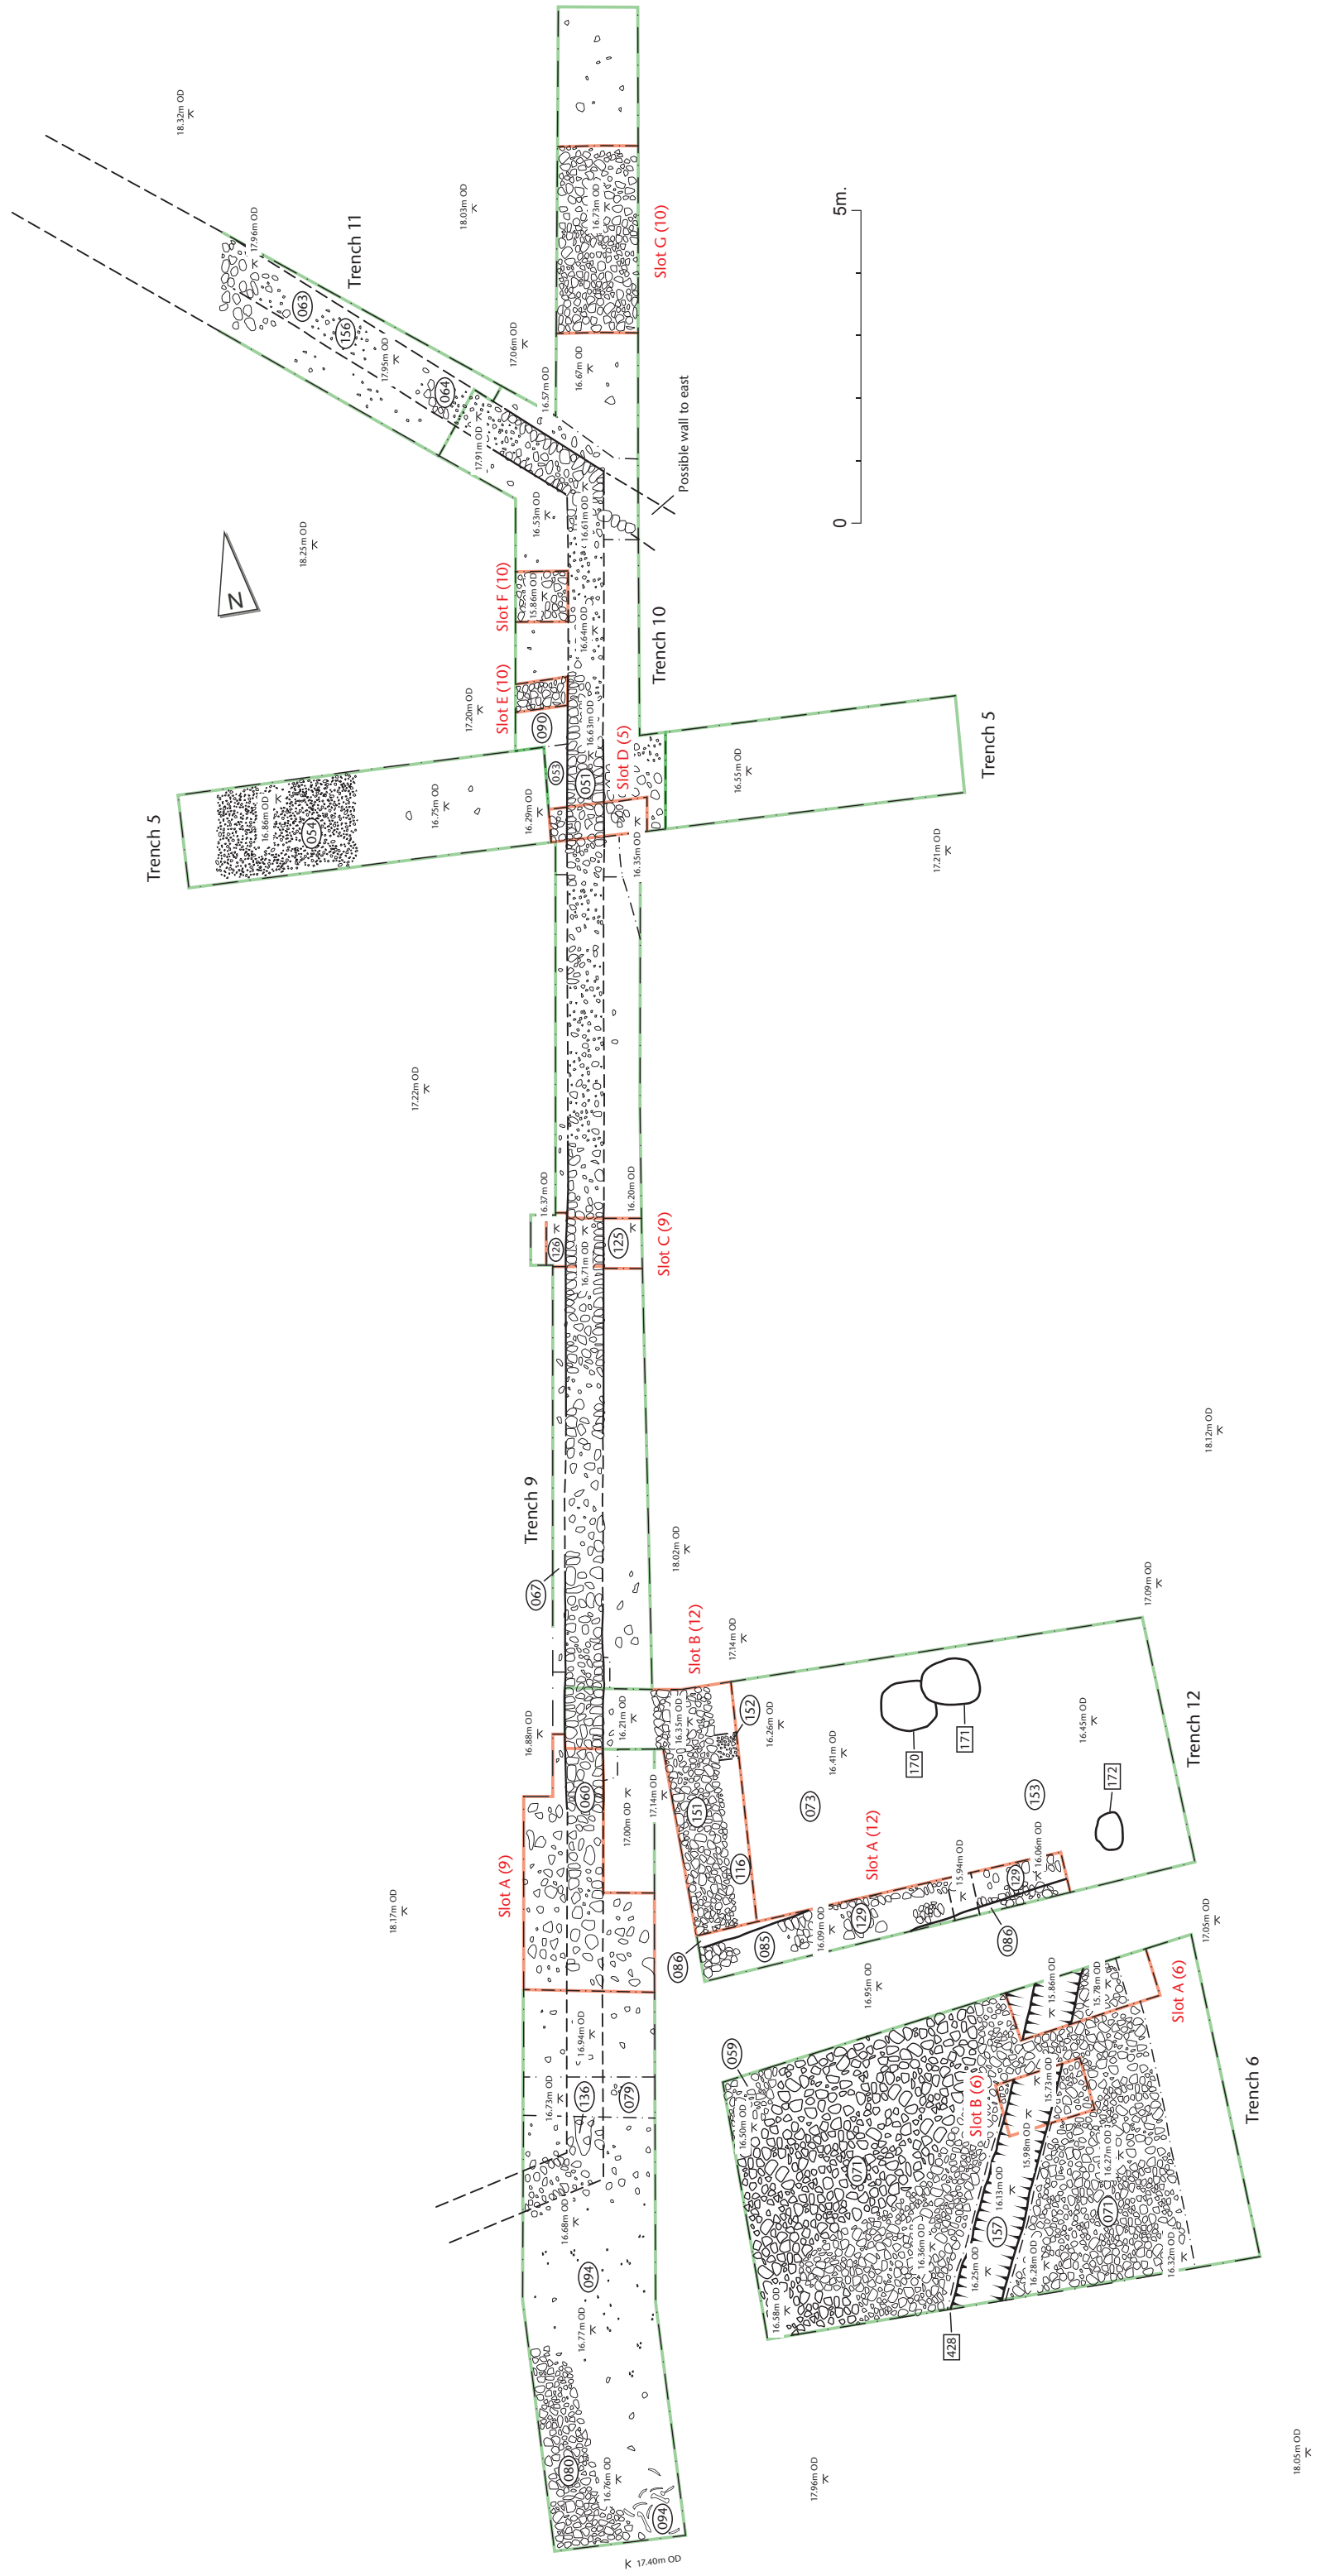 18.32m OD
17.96m OD
Trench 11
18.03m OD
16.73m OD
Slot G (10)
5m.
063
156
17.95m OD
17.06m OD
16.67m OD
064
16.57m OD
17.91m OD
Possible wall to east
0
16.53m OD
16.61m OD
18.25m OD
N
Slot F (10)
15.86m OD
16.64m OD
Trench 10
Slot E (10)
17.20m OD
090
16.63m OD
Slot D (5)
053
051
16.55m OD
Trench 5
Trench 5
16.86m OD
054
16.75m OD
16.29m OD
16.35m OD
17.21m OD
17.22m OD
16.37m OD
16.20m OD
126
125
16.71m OD
Slot C (9)
18.12m OD
Trench 9
067
18.02m OD
17.09m OD
Slot B (12)
17.14m OD
16.88m OD
16.21m OD
16.35m OD
152
16.26m OD
16.41m OD
170
171
16.45m OD
Trench 12
060
17.00m OD
17.14m OD
151
073
153
172
Slot A (9)
116
Slot A (12)
18.17m OD
129
16.09m OD
15.94m OD
129
16.06m OD
086
085
086
17.05m OD
16.95m OD
16.94m OD
15.86m OD
15.78m OD
Slot A (6)
059
16.73m OD
136
079
16.50m OD
Slot B (6)
15.73m OD
Trench 6
071
15.98m OD
16.27m OD
16.13m OD
16.68m OD
157
071
16.36m OD
16.25m OD
16.28m OD
16.32m OD
094
16.58m OD
16.77m OD
428
080
16.76m OD
094
17.96m OD
18.05m OD
17.40m OD